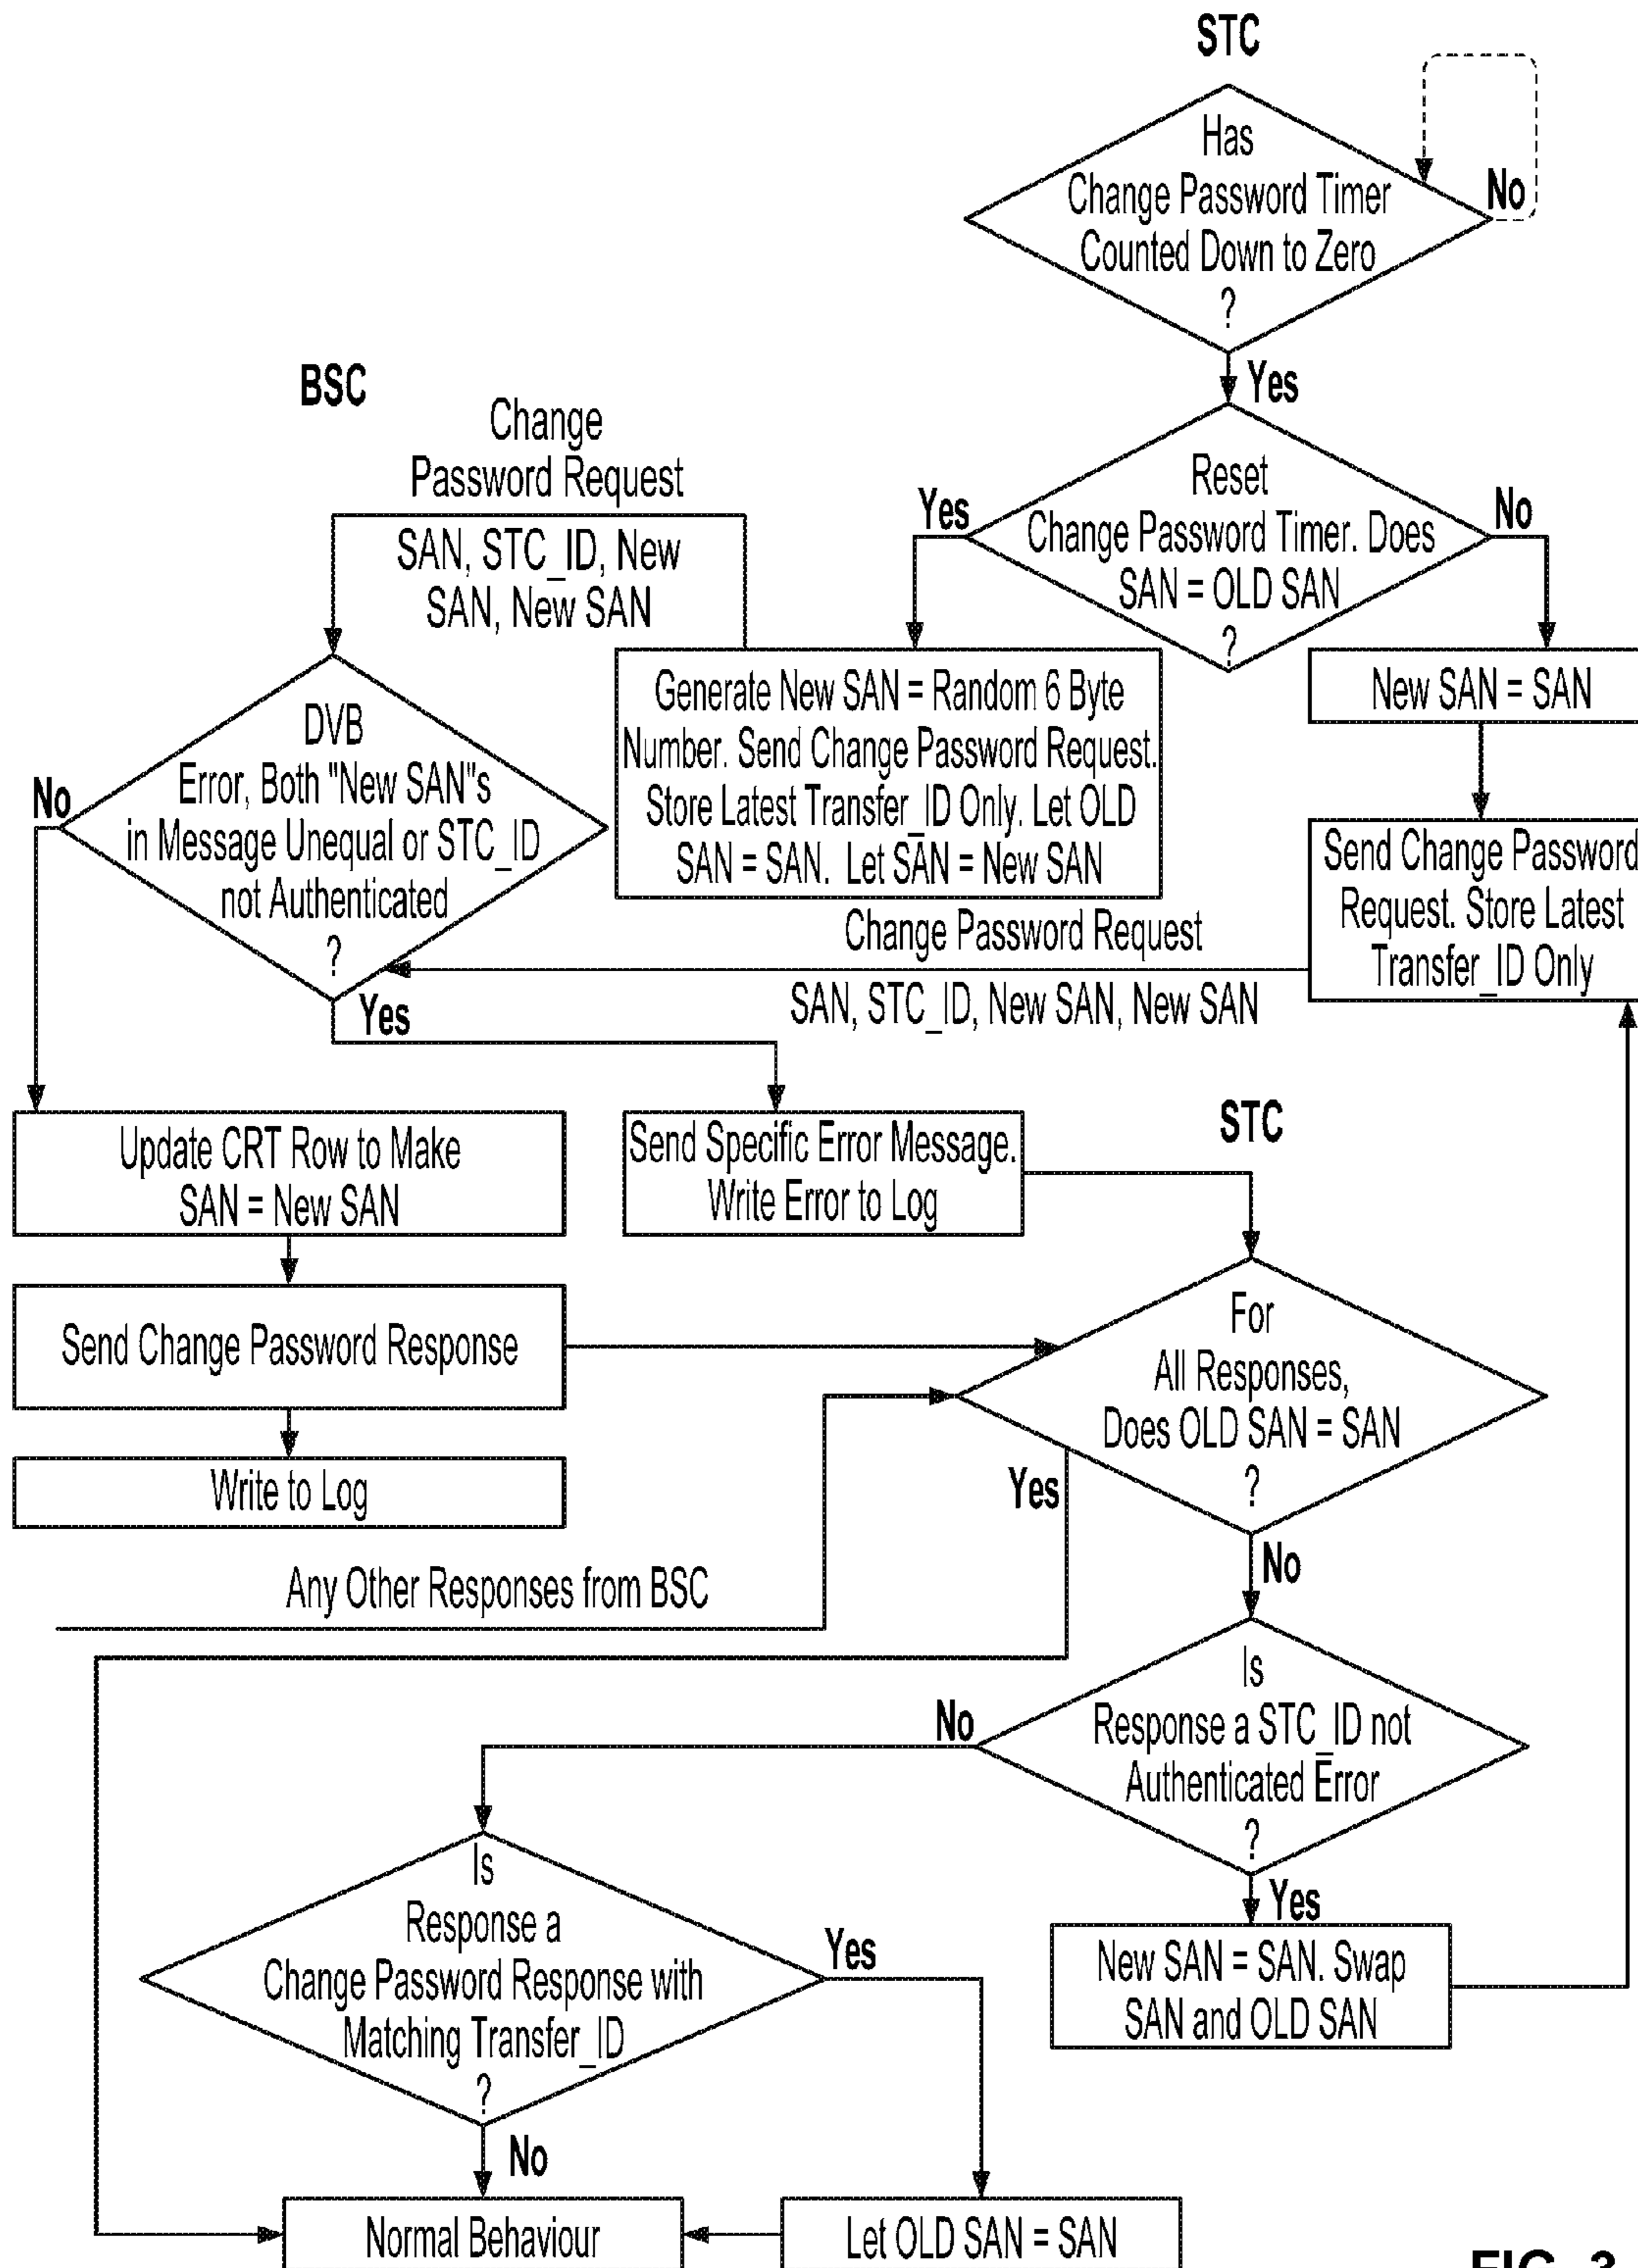 STC
Has
Change Password Timer
Counted Down to Zero
?
No
Yes
BSC
Change
Password Request
SAN, STC_ID, New
SAN, New SAN
Reset
Change Password Timer. Does
SAN = OLD SAN
?
Yes
No
Generate New SAN = Random 6 Byte
Number. Send Change Password Request.
Store Latest Transfer_ID Only. Let OLD
SAN = SAN. Let SAN = New SAN
New SAN = SAN
Send Change Password
Request. Store Latest
Transfer_ID Only
DVB
Error, Both "New SAN"s
in Message Unequal or STC_ID
not Authenticated
?
No
Yes
Change Password Request
SAN, STC_ID, New SAN, New SAN
Update CRT Row to Make
SAN = New SAN
Send Specific Error Message.
Write Error to Log
STC
Send Change Password Response
Write to Log
For
All Responses,
Does OLD SAN = SAN
?
Yes
No
Any Other Responses from BSC
Is
Response a STC_ID not
Authenticated Error
?
No
Yes
New SAN = SAN. Swap
SAN and OLD SAN
Is
Response a
Change Password Response with
Matching Transfer_ID
?
Yes
No
Normal Behaviour
Let OLD SAN = SAN
FIG. 3